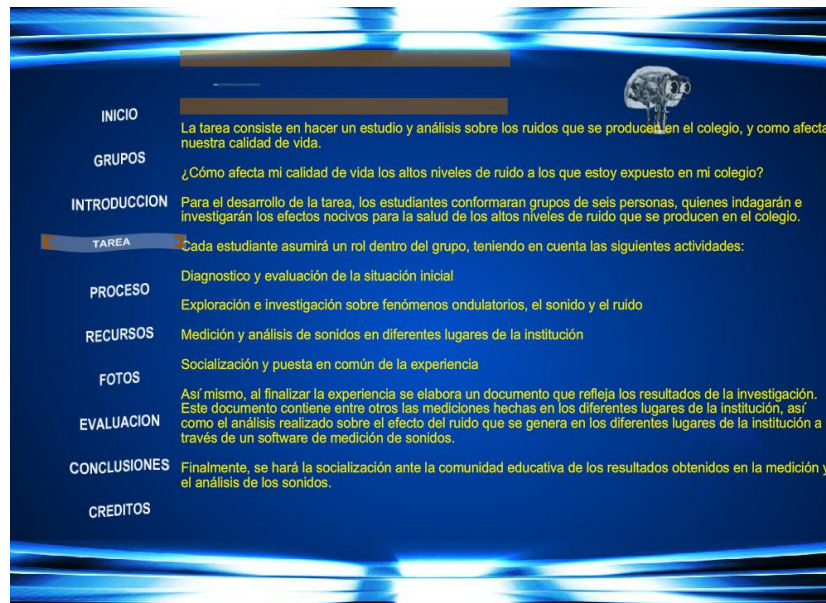 INICIO
GRUPOS
INTRODUCCION
TAREA
PROCESO
RECURSOS
FOTOS
EVALUACION
CONCLUSIONES
CREDITOS
La tarea consiste en hacer un estudio y análisis sobre los ruidos que se producen en el colegio, y como afecta
nuestra calidad de vida.
¿Cómo afecta mi calidad de vida los altos niveles de ruido a los que estoy expuesto en mi colegio?
Para el desarrollo de la tarea, los estudiantes conformaran grupos de seis personas, quienes indagarán e
investigarán los efectos nocivos para la salud de los altos niveles de ruido que se producen en el colegio.
Cada estudiante asumirá un rol dentro del grupo, teniendo en cuenta las siguientes actividades:
Diagnostico y evaluación de la situación inicial
Exploración e investigación sobre fenómenos ondulatorios, el sonido y el ruido
Medición y análisis de sonidos en diferentes lugares de la institución
Socialización y puesta en común de la experiencia
Así mismo, al finalizar la experiencia se elabora un documento que refleja los resultados de la investigación.
Este documento contiene entre otros las mediciones hechas en los diferentes lugares de la institución, así
como el análisis realizado sobre el efecto del ruido que se genera en los diferentes lugares de la institución a
través de un software de medición de sonidos.
Finalmente, se hará la socialización ante la comunidad educativa de los resultados obtenidos en la medición y
el análisis de los sonidos.